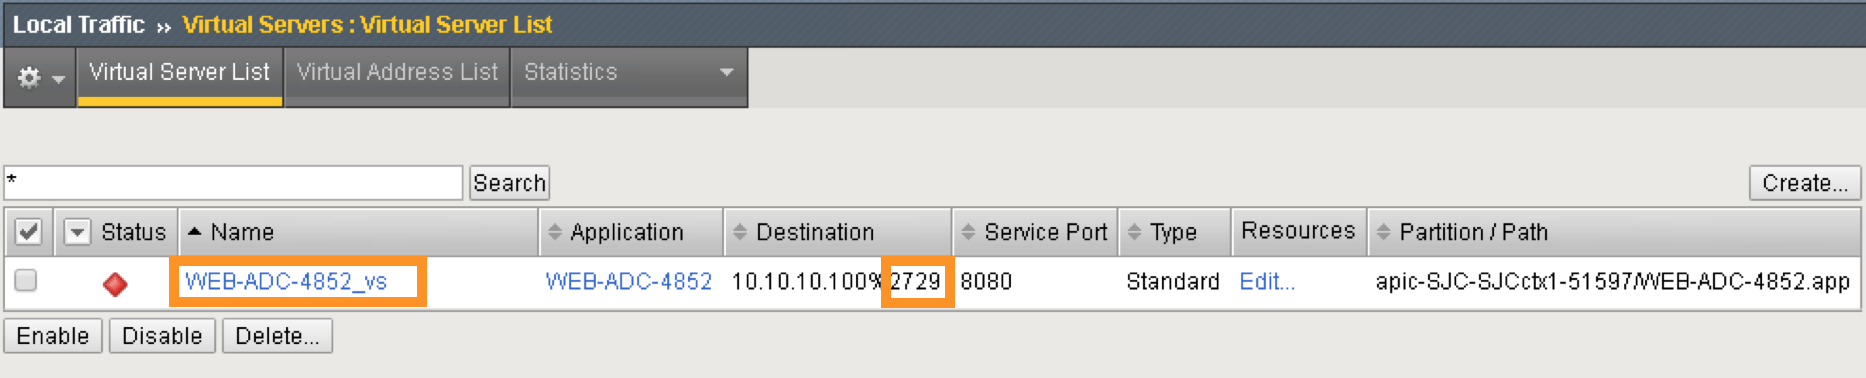 Local Traffic ›› Virtual Servers : Virtual Server List
Virtual Server List Virtual Address List Statistics
* Search Create...
Status Name Application Destination Service Port Type Resources Partition / Path
WEB-ADC-4852_vs WEB-ADC-4852 10.10.10.100%2729 8080 Standard Edit... apic-SJC-SJCctx1-51597/WEB-ADC-4852.app
Enable Disable Delete...